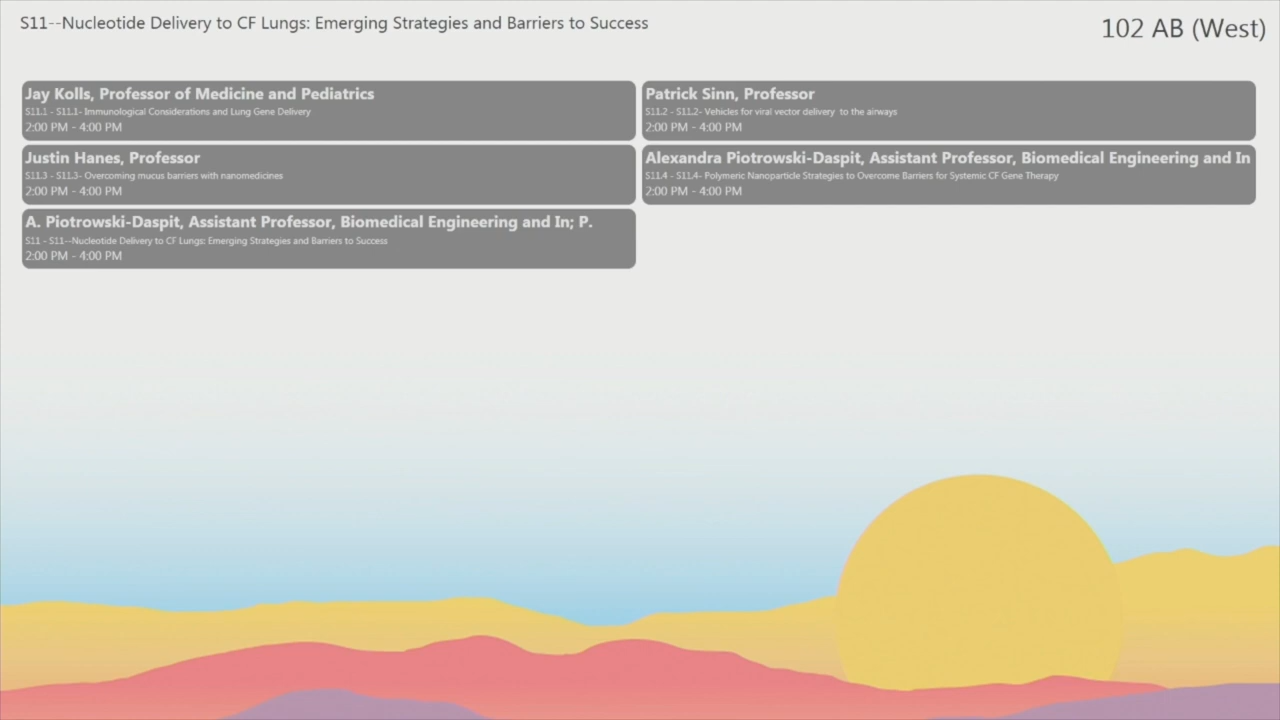 S11--Nucleotide Delivery to CF Lungs: Emerging Strategies and Barriers to Success
102 AB (West)
Jay Kolls, Professor of Medicine and Pediatrics
S11.1 - S11.1- Immunological Considerations and Lung Gene Delivery
2:00 PM - 4:00 PM
Patrick Sinn, Professor
S11.2 - S11.2- Vehicles for viral vector delivery to the airways
2:00 PM - 4:00 PM
Justin Hanes, Professor
S11.3 - S11.3- Overcoming mucus barriers with nanomedicines
2:00 PM - 4:00 PM
Alexandra Piotrowski-Daspit, Assistant Professor, Biomedical Engineering and In
S11.4 - S11.4- Polymeric Nanoparticle Strategies to Overcome Barriers for Systemic CF Gene Therapy
2:00 PM - 4:00 PM
A. Piotrowski-Daspit, Assistant Professor, Biomedical Engineering and In; P.
S11 - S11--Nucleotide Delivery to CF Lungs: Emerging Strategies and Barriers to Success
2:00 PM - 4:00 PM